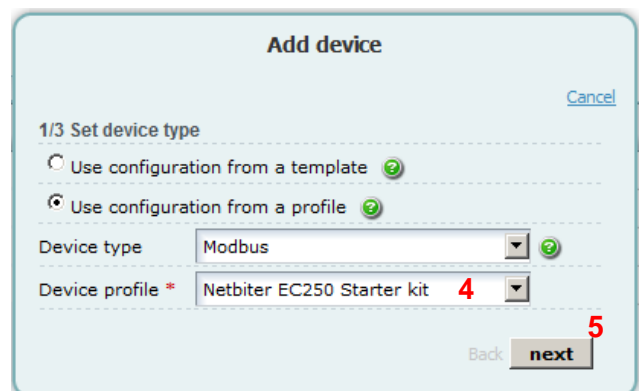 Add device
Cancel
1/3 Set device type
Use configuration from a template ?
Use configuration from a profile ?
Device type Modbus ?
Device profile * Netbiter EC250 Starter kit 4
5
Back next